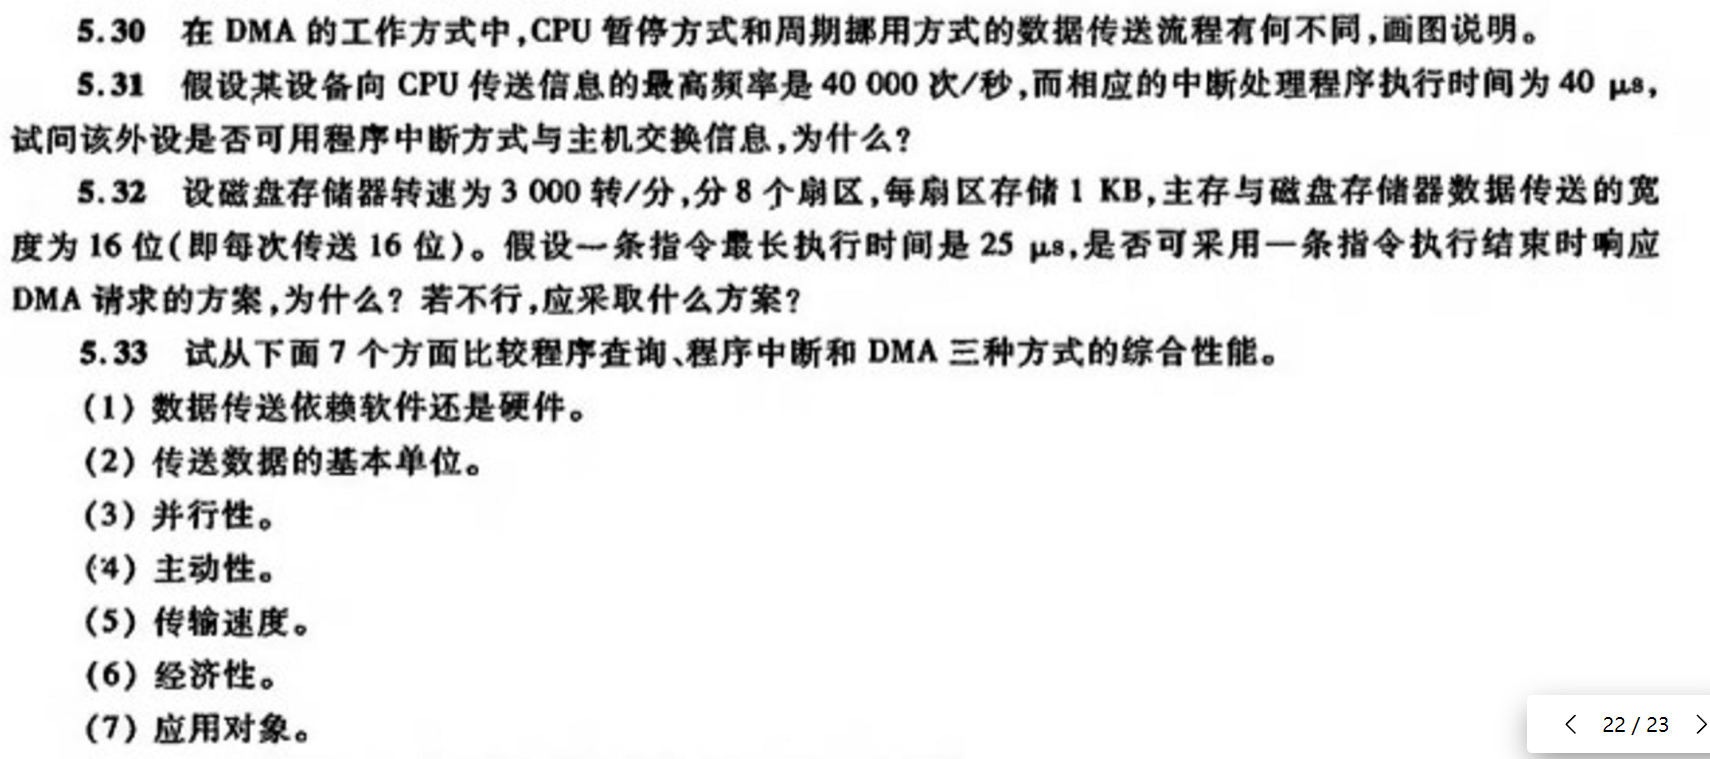 5.30 在 DMA 的工作方式中,CPU 暂停方式和周期挪用方式的数据传送流程有何不同,画图说明。
5.31 假设某设备向 CPU 传送信息的最高频率是 40 000 次/秒,而相应的中断处理程序执行时间为 40 μs,
试问该外设是否可用程序中断方式与主机交换信息,为什么?
5.32 设磁盘存储器转速为 3 000 转/分,分 8 个扇区,每扇区存储 1 KB,主存与磁盘存储器数据传送的宽
度为 16 位(即每次传送 16 位)。假设一条指令最长执行时间是 25 μs,是否可采用一条指令执行结束时响应
DMA 请求的方案,为什么? 若不行,应采取什么方案?
5.33 试从下面 7 个方面比较程序查询、程序中断和 DMA 三种方式的综合性能。
(1) 数据传送依赖软件还是硬件。
(2) 传送数据的基本单位。
(3) 并行性。
(4) 主动性。
(5) 传输速度。
(6) 经济性。
(7) 应用对象。
22 / 23